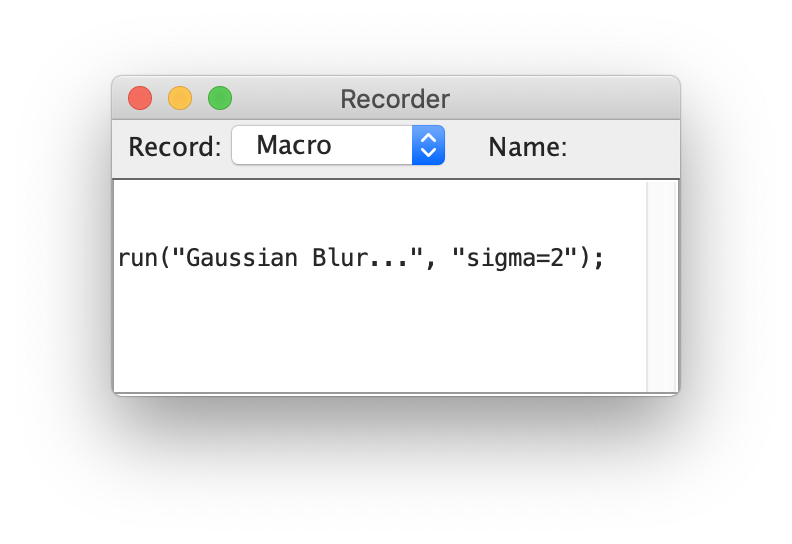 Recorder
Record: Macro Name:
run("Gaussian Blur...", "sigma=2");